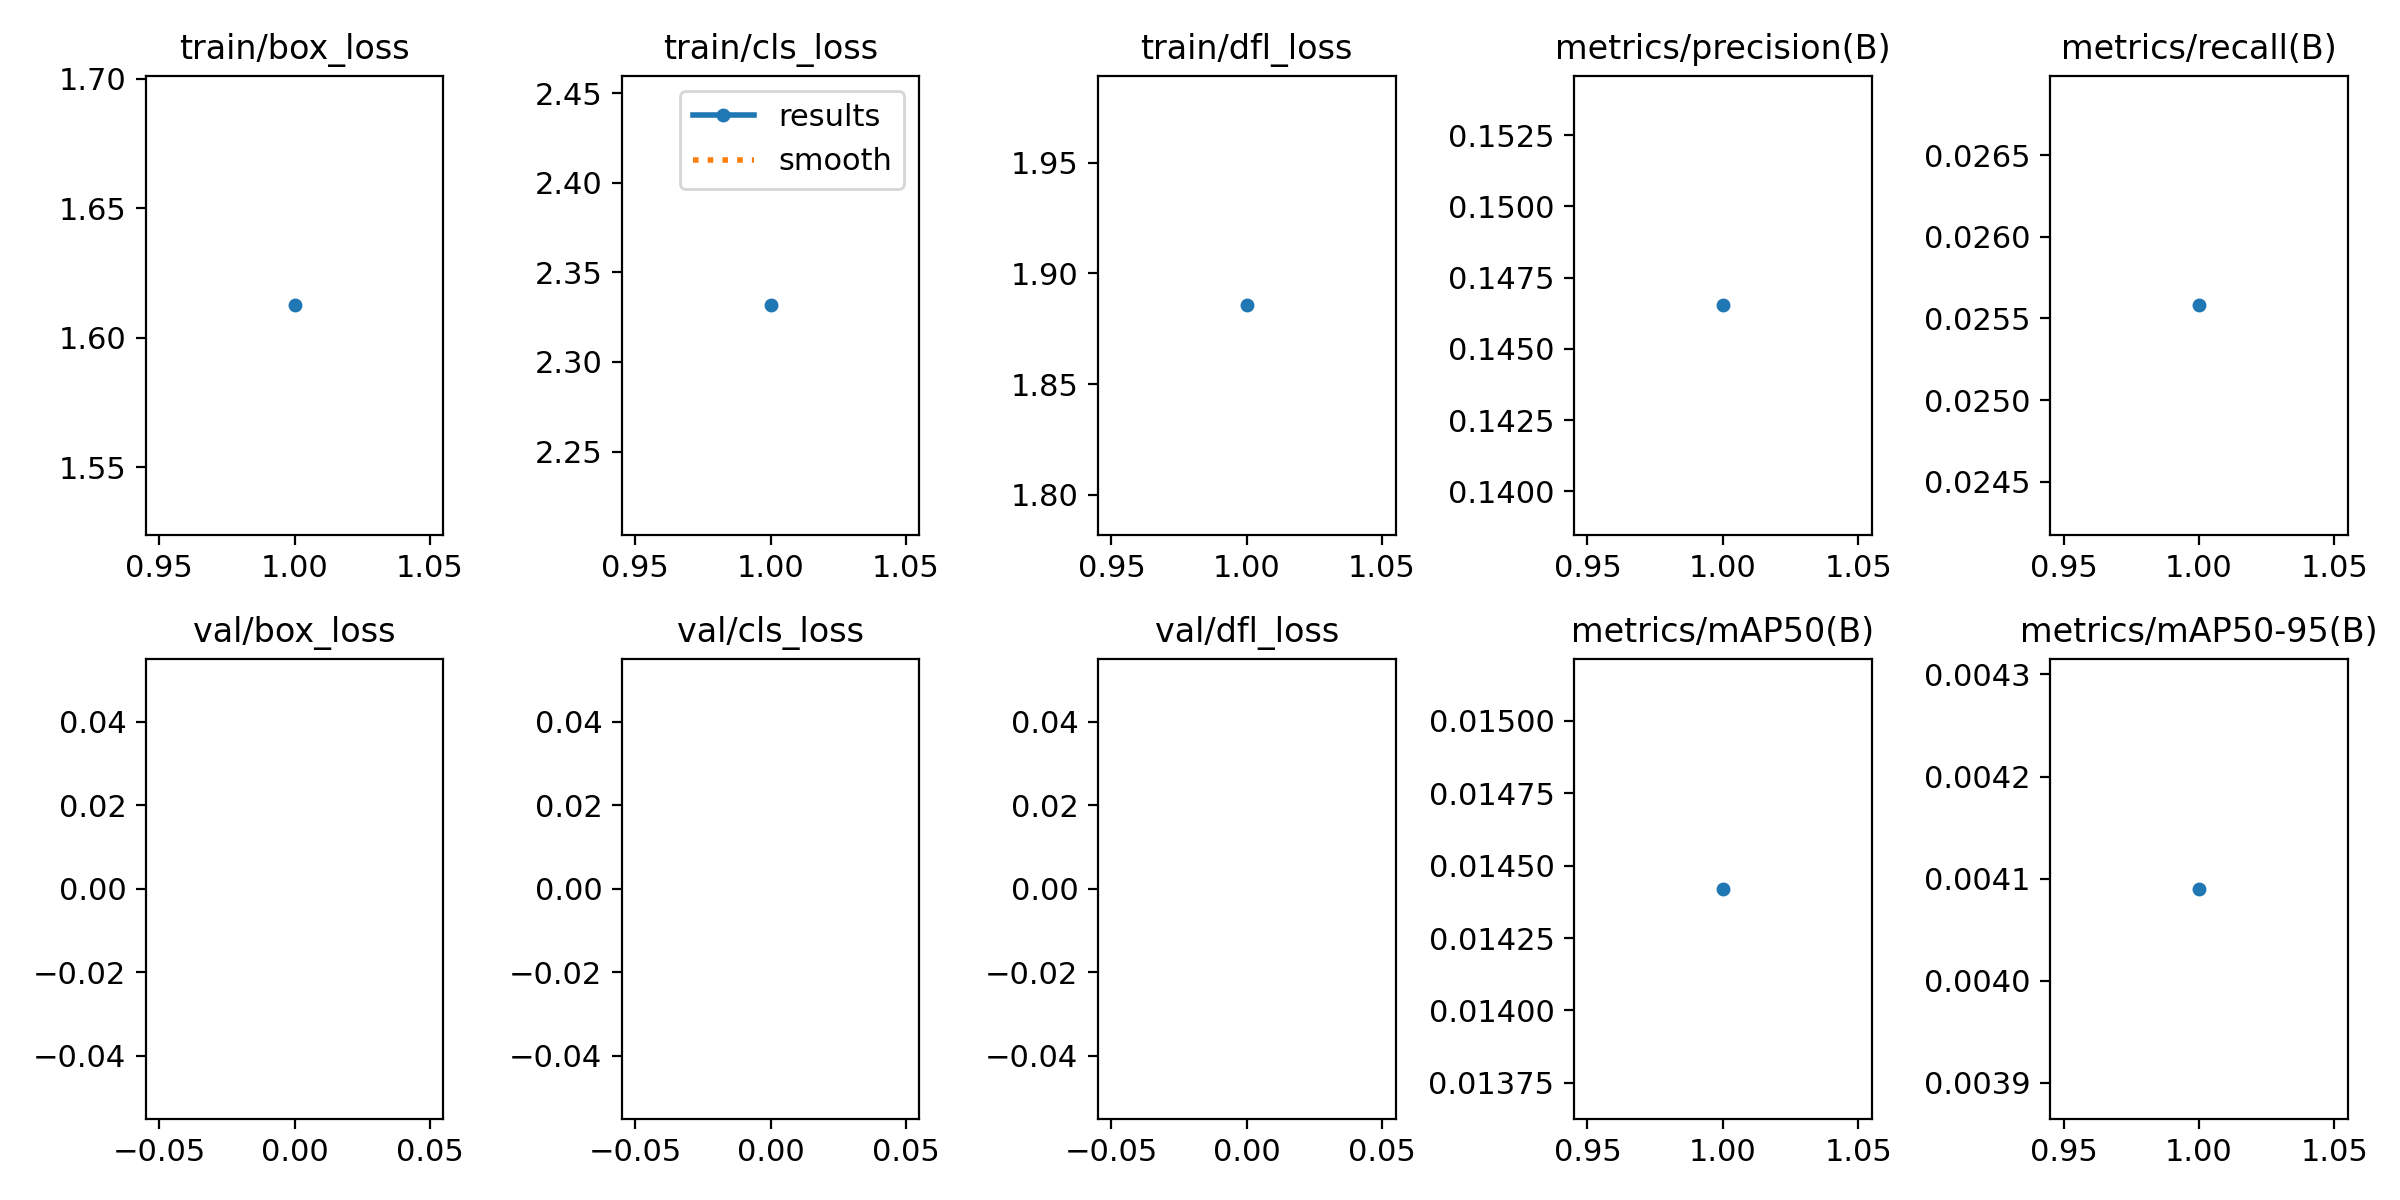 train/box_loss
1.70
1.65
1.60
1.55
0.95 1.00 1.05
train/cls_loss
results
smooth
2.45
2.40
2.35
2.30
2.25
0.95 1.00 1.05
train/dfl_loss
1.95
1.90
1.85
1.80
0.95 1.00 1.05
metrics/precision(B)
0.1525
0.1500
0.1475
0.1450
0.1425
0.1400
0.95 1.00 1.05
metrics/recall(B)
0.0265
0.0260
0.0255
0.0250
0.0245
0.95 1.00 1.05
val/box_loss
0.04
0.02
0.00
−0.02
−0.04
−0.05 0.00 0.05
val/cls_loss
0.04
0.02
0.00
−0.02
−0.04
−0.05 0.00 0.05
val/dfl_loss
0.04
0.02
0.00
−0.02
−0.04
−0.05 0.00 0.05
metrics/mAP50(B)
0.01500
0.01475
0.01450
0.01425
0.01400
0.01375
0.95 1.00 1.05
metrics/mAP50-95(B)
0.0043
0.0042
0.0041
0.0040
0.0039
0.95 1.00 1.05